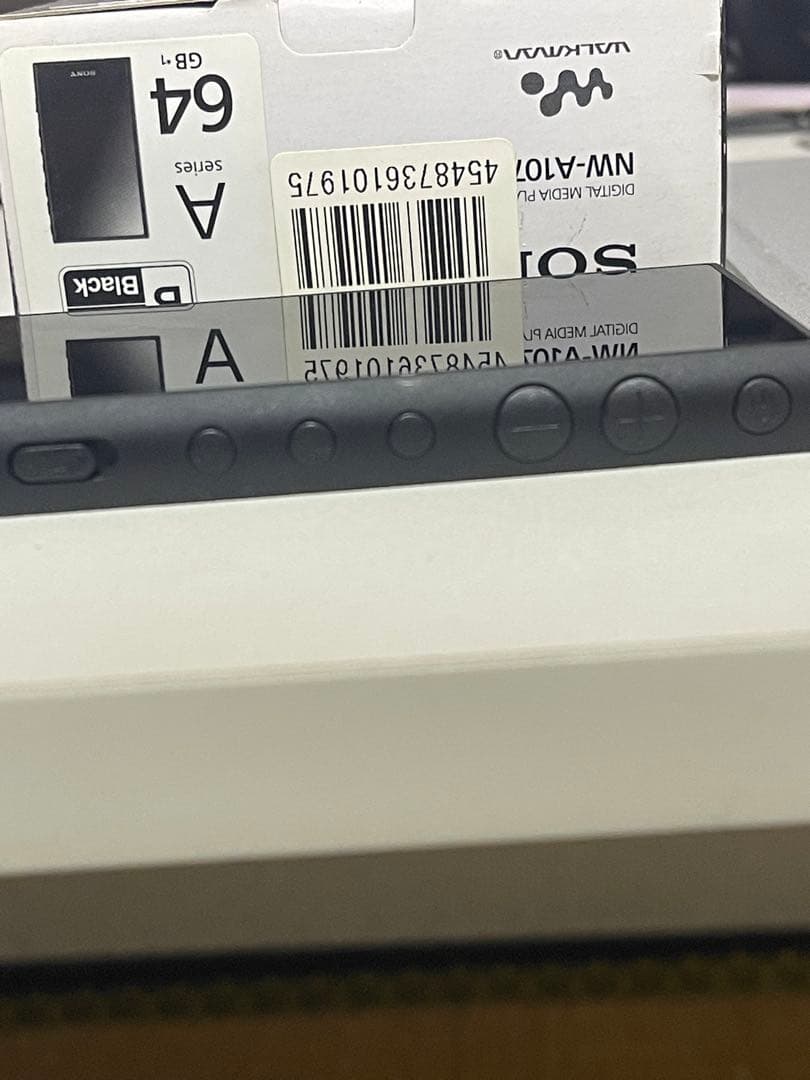 SO
DIGITAL MEDIA PL
NW-A107
WALKMAN®
4548736101975
B Black
A
series
64
GB*1
SONY
NW-A107
DIGITAL MEDIA PL
4548736101975
A